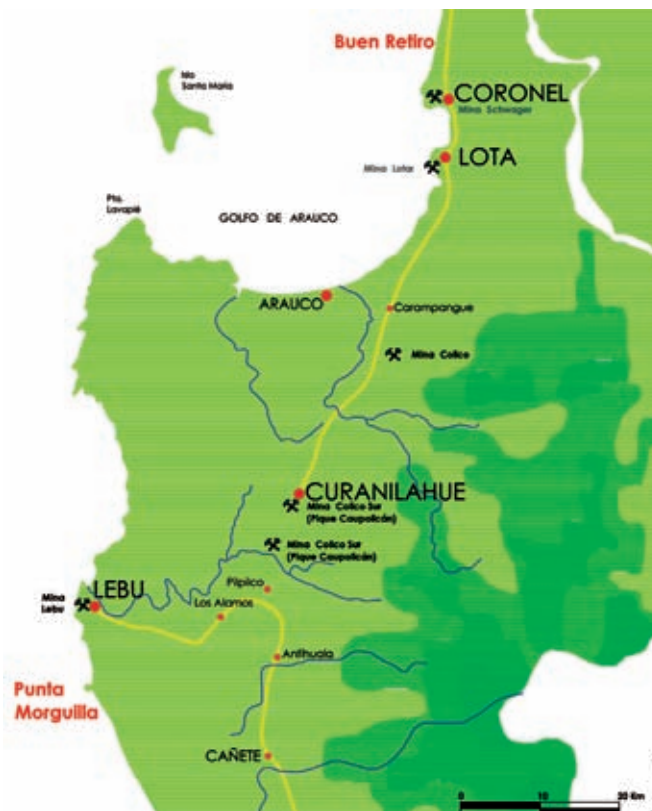 Buen Retiro
Isla
Santa Maria
CORONEL
Mina Schwager
LOTA
Mina Lota
Pta.
Lavapié
GOLFO DE ARAUCO
ARAUCO
Carampangue
Mina Colico
CURANILAHUE
Mina Colico Sur
(Pique Caupolicán)
Mina Colico Sur
(Pique Caupolicán)
Pilpilco
Mina
Lebu
LEBU
Los Alamos
Antihuala
Punta
Morguilla
CAÑETE
0 10 20 Km